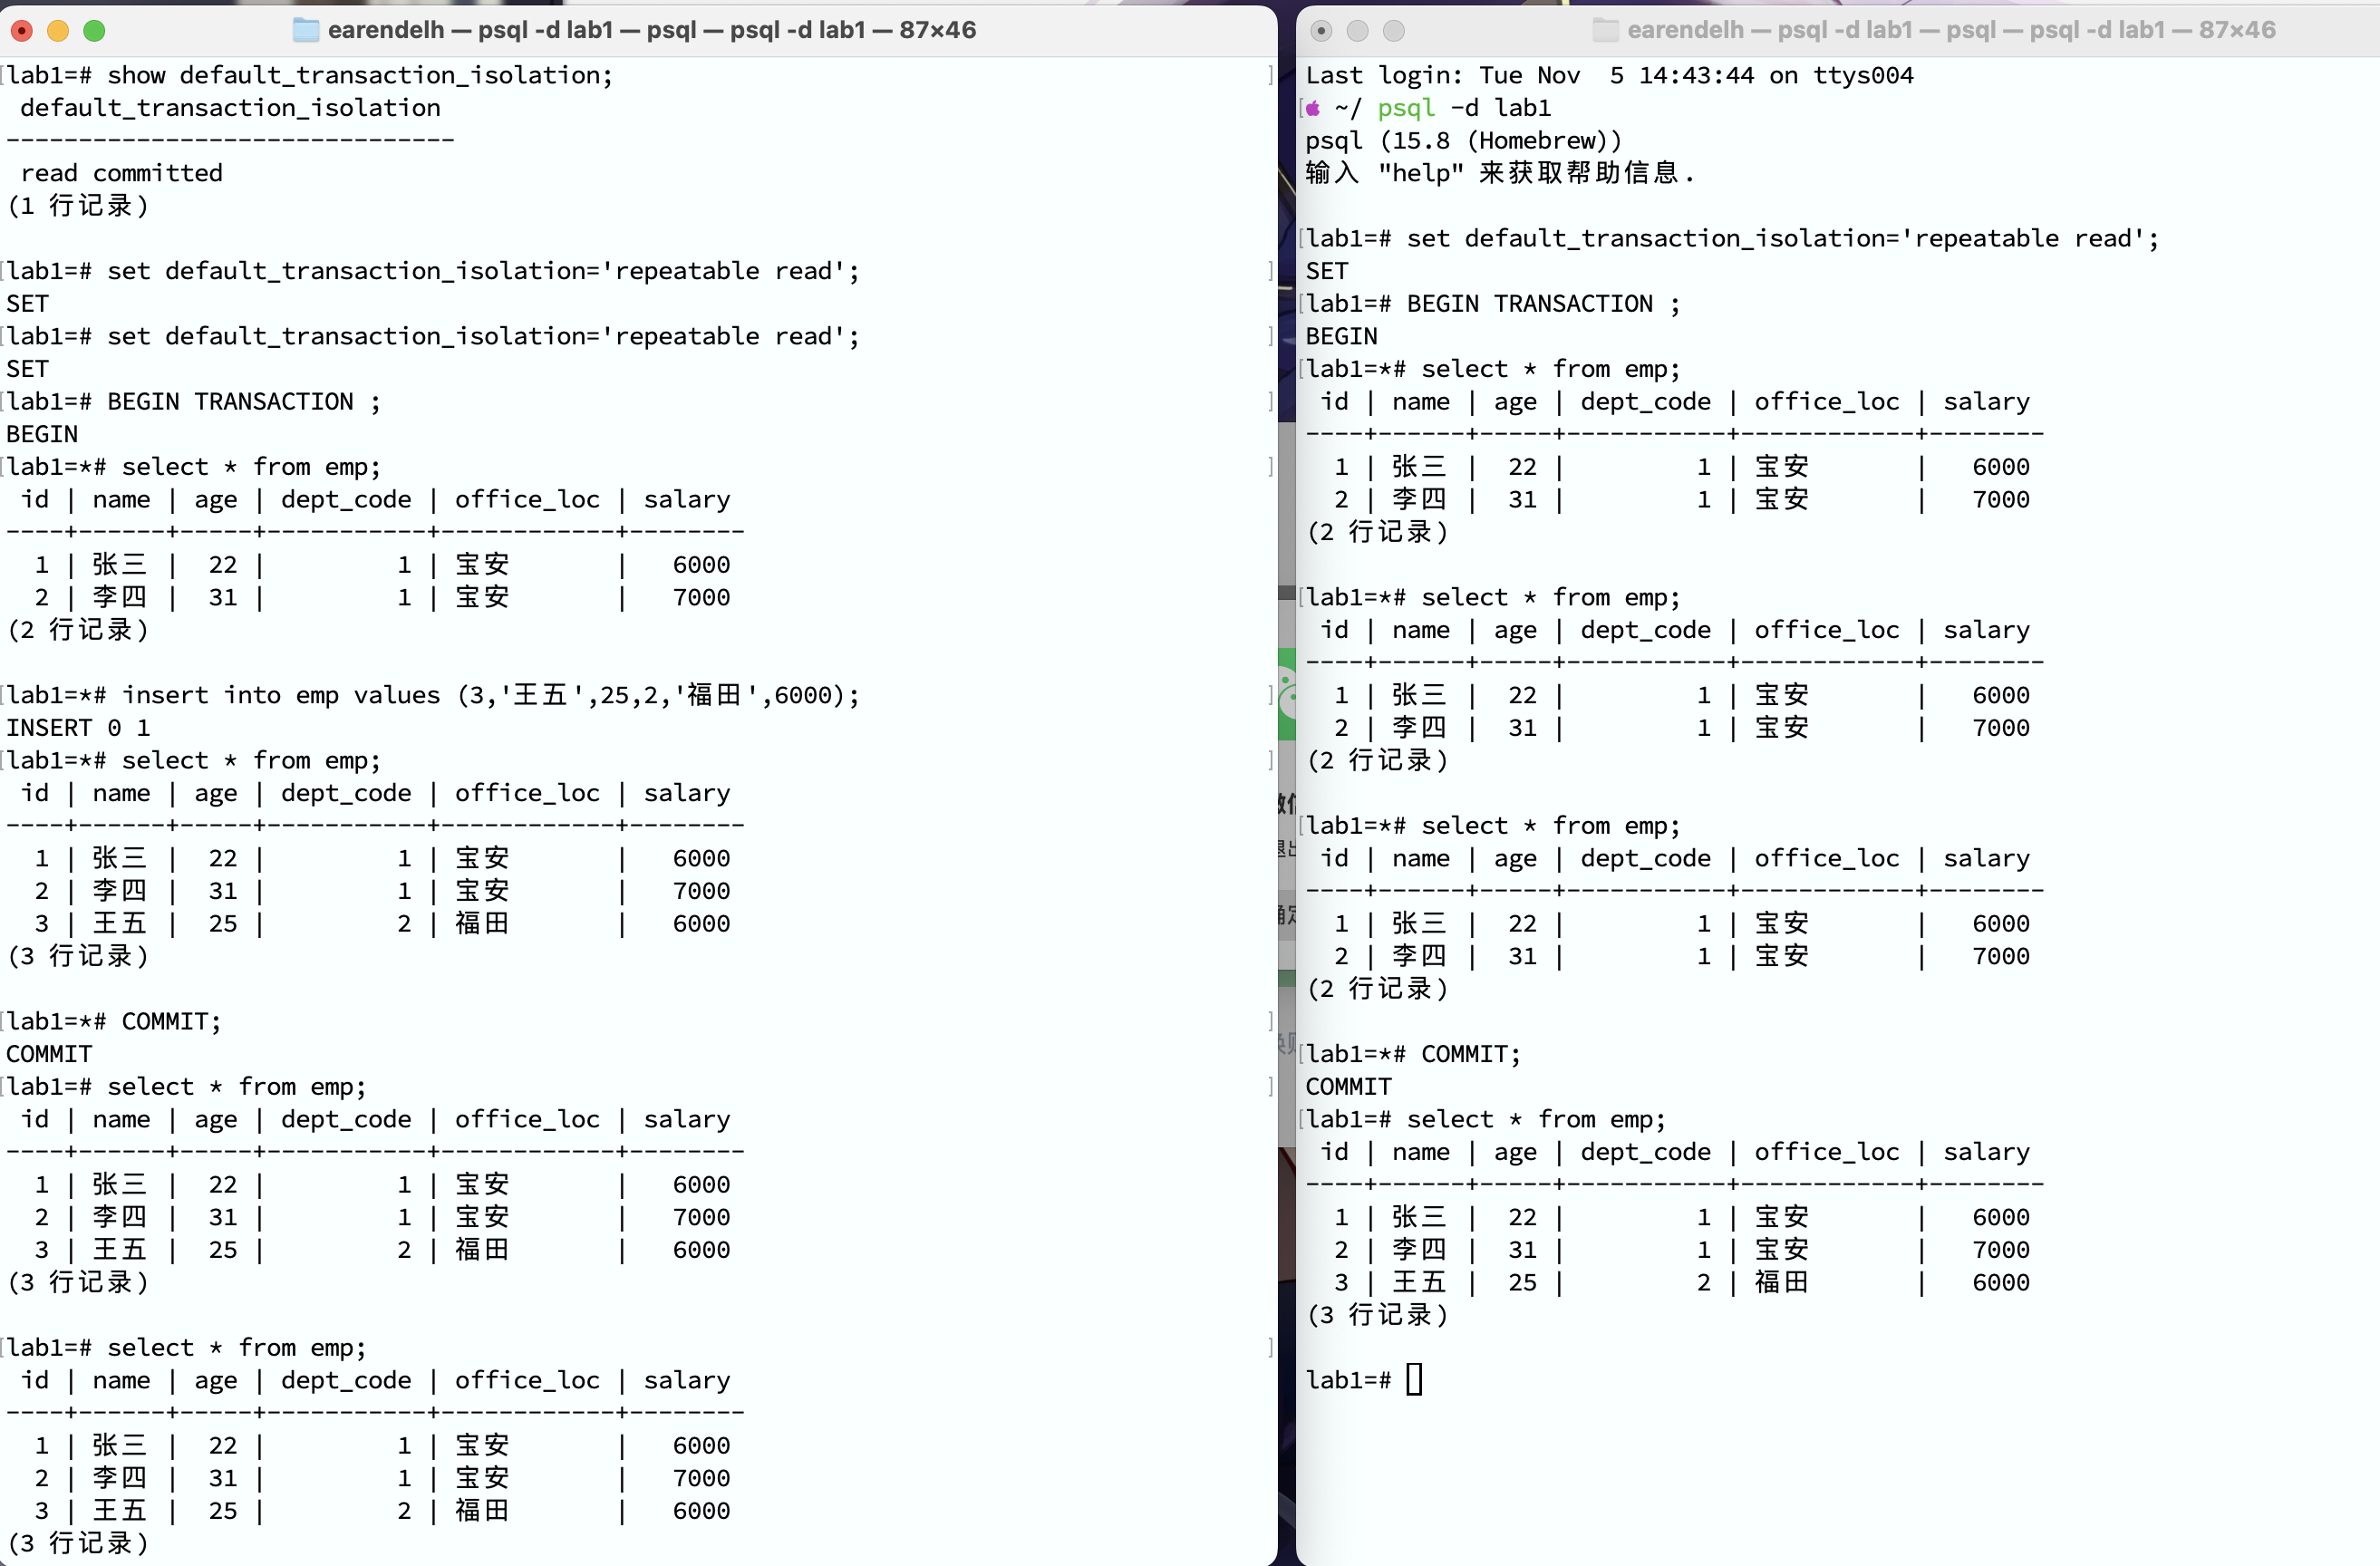 earendelh — psql -d lab1 — psql — psql -d lab1 — 87×46
lab1=# show default_transaction_isolation;
 default_transaction_isolation
-------------------------------
 read committed
(1 行记录)
lab1=# set default_transaction_isolation='repeatable read';
SET
lab1=# set default_transaction_isolation='repeatable read';
SET
lab1=# BEGIN TRANSACTION ;
BEGIN
lab1=*# select * from emp;
 id | name | age | dept_code | office_loc | salary
----+------+-----+-----------+------------+--------
  1 | 张三 |  22 |         1 | 宝安       |   6000
  2 | 李四 |  31 |         1 | 宝安       |   7000
(2 行记录)
lab1=*# insert into emp values (3,'王五',25,2,'福田',6000);
INSERT 0 1
lab1=*# select * from emp;
 id | name | age | dept_code | office_loc | salary
----+------+-----+-----------+------------+--------
  1 | 张三 |  22 |         1 | 宝安       |   6000
  2 | 李四 |  31 |         1 | 宝安       |   7000
  3 | 王五 |  25 |         2 | 福田       |   6000
(3 行记录)
lab1=*# COMMIT;
COMMIT
lab1=# select * from emp;
 id | name | age | dept_code | office_loc | salary
----+------+-----+-----------+------------+--------
  1 | 张三 |  22 |         1 | 宝安       |   6000
  2 | 李四 |  31 |         1 | 宝安       |   7000
  3 | 王五 |  25 |         2 | 福田       |   6000
(3 行记录)
lab1=# select * from emp;
 id | name | age | dept_code | office_loc | salary
----+------+-----+-----------+------------+--------
  1 | 张三 |  22 |         1 | 宝安       |   6000
  2 | 李四 |  31 |         1 | 宝安       |   7000
  3 | 王五 |  25 |         2 | 福田       |   6000
(3 行记录)
earendelh — psql -d lab1 — psql — psql -d lab1 — 87×46
Last login: Tue Nov  5 14:43:44 on ttys004
~/ psql -d lab1
psql (15.8 (Homebrew))
输入 "help" 来获取帮助信息.
lab1=# set default_transaction_isolation='repeatable read';
SET
lab1=# BEGIN TRANSACTION ;
BEGIN
lab1=*# select * from emp;
 id | name | age | dept_code | office_loc | salary
----+------+-----+-----------+------------+--------
  1 | 张三 |  22 |         1 | 宝安       |   6000
  2 | 李四 |  31 |         1 | 宝安       |   7000
(2 行记录)
lab1=*# select * from emp;
 id | name | age | dept_code | office_loc | salary
----+------+-----+-----------+------------+--------
  1 | 张三 |  22 |         1 | 宝安       |   6000
  2 | 李四 |  31 |         1 | 宝安       |   7000
(2 行记录)
lab1=*# select * from emp;
 id | name | age | dept_code | office_loc | salary
----+------+-----+-----------+------------+--------
  1 | 张三 |  22 |         1 | 宝安       |   6000
  2 | 李四 |  31 |         1 | 宝安       |   7000
(2 行记录)
lab1=*# COMMIT;
COMMIT
lab1=# select * from emp;
 id | name | age | dept_code | office_loc | salary
----+------+-----+-----------+------------+--------
  1 | 张三 |  22 |         1 | 宝安       |   6000
  2 | 李四 |  31 |         1 | 宝安       |   7000
  3 | 王五 |  25 |         2 | 福田       |   6000
(3 行记录)
lab1=#